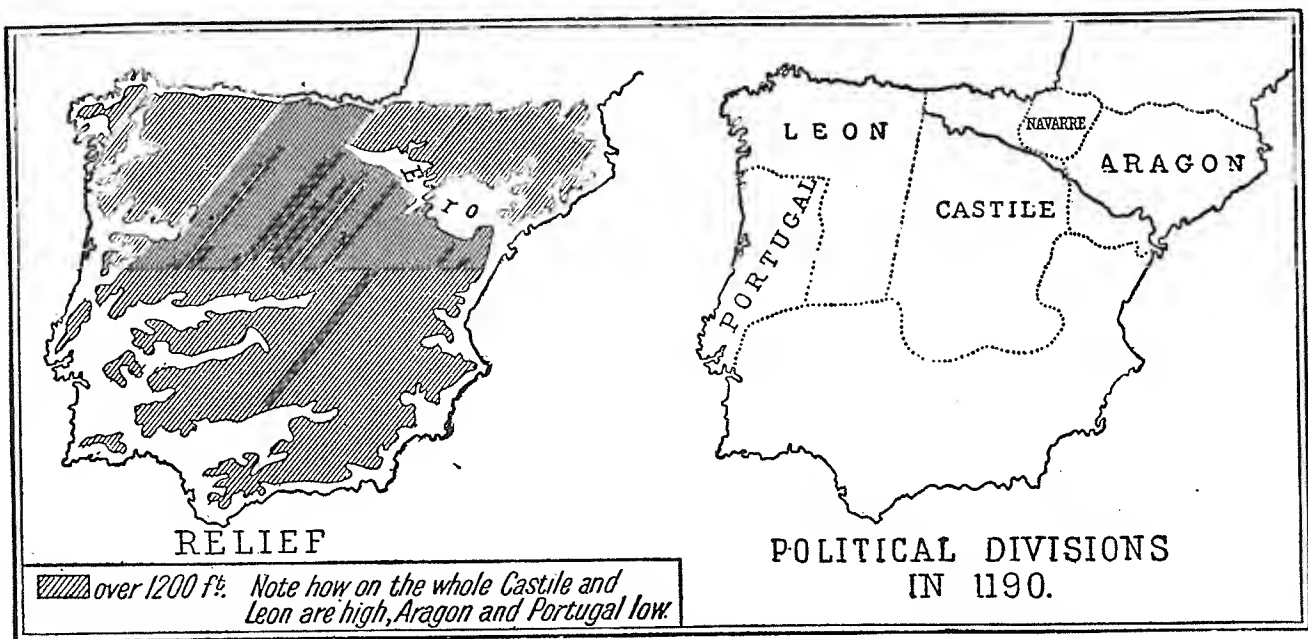 E
R O
RELIEF
over 1200 ft. Note how on the whole Castile and
Leon are high, Aragon and Portugal low.
LEON
NAVARRE
ARAGON
CASTILE
PORTUGAL
POLITICAL DIVISIONS
IN 1190.